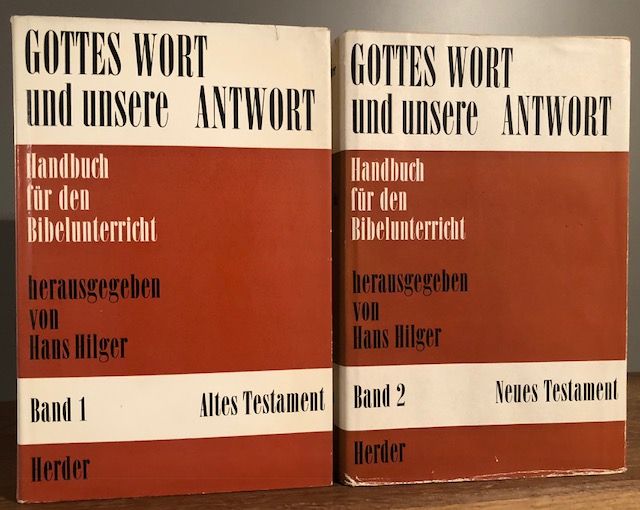 GOTTES WORT
und unsere ANTWORT
Handbuch
für den
Bibelunterricht
herausgegeben
von
Hans Hilger
Band 1 Altes Testament
Herder
GOTTES WORT
und unsere ANTWORT
Handbuch
für den
Bibelunterricht
herausgegeben
von
Hans Hilger
Band 2 Neues Testament
Herder